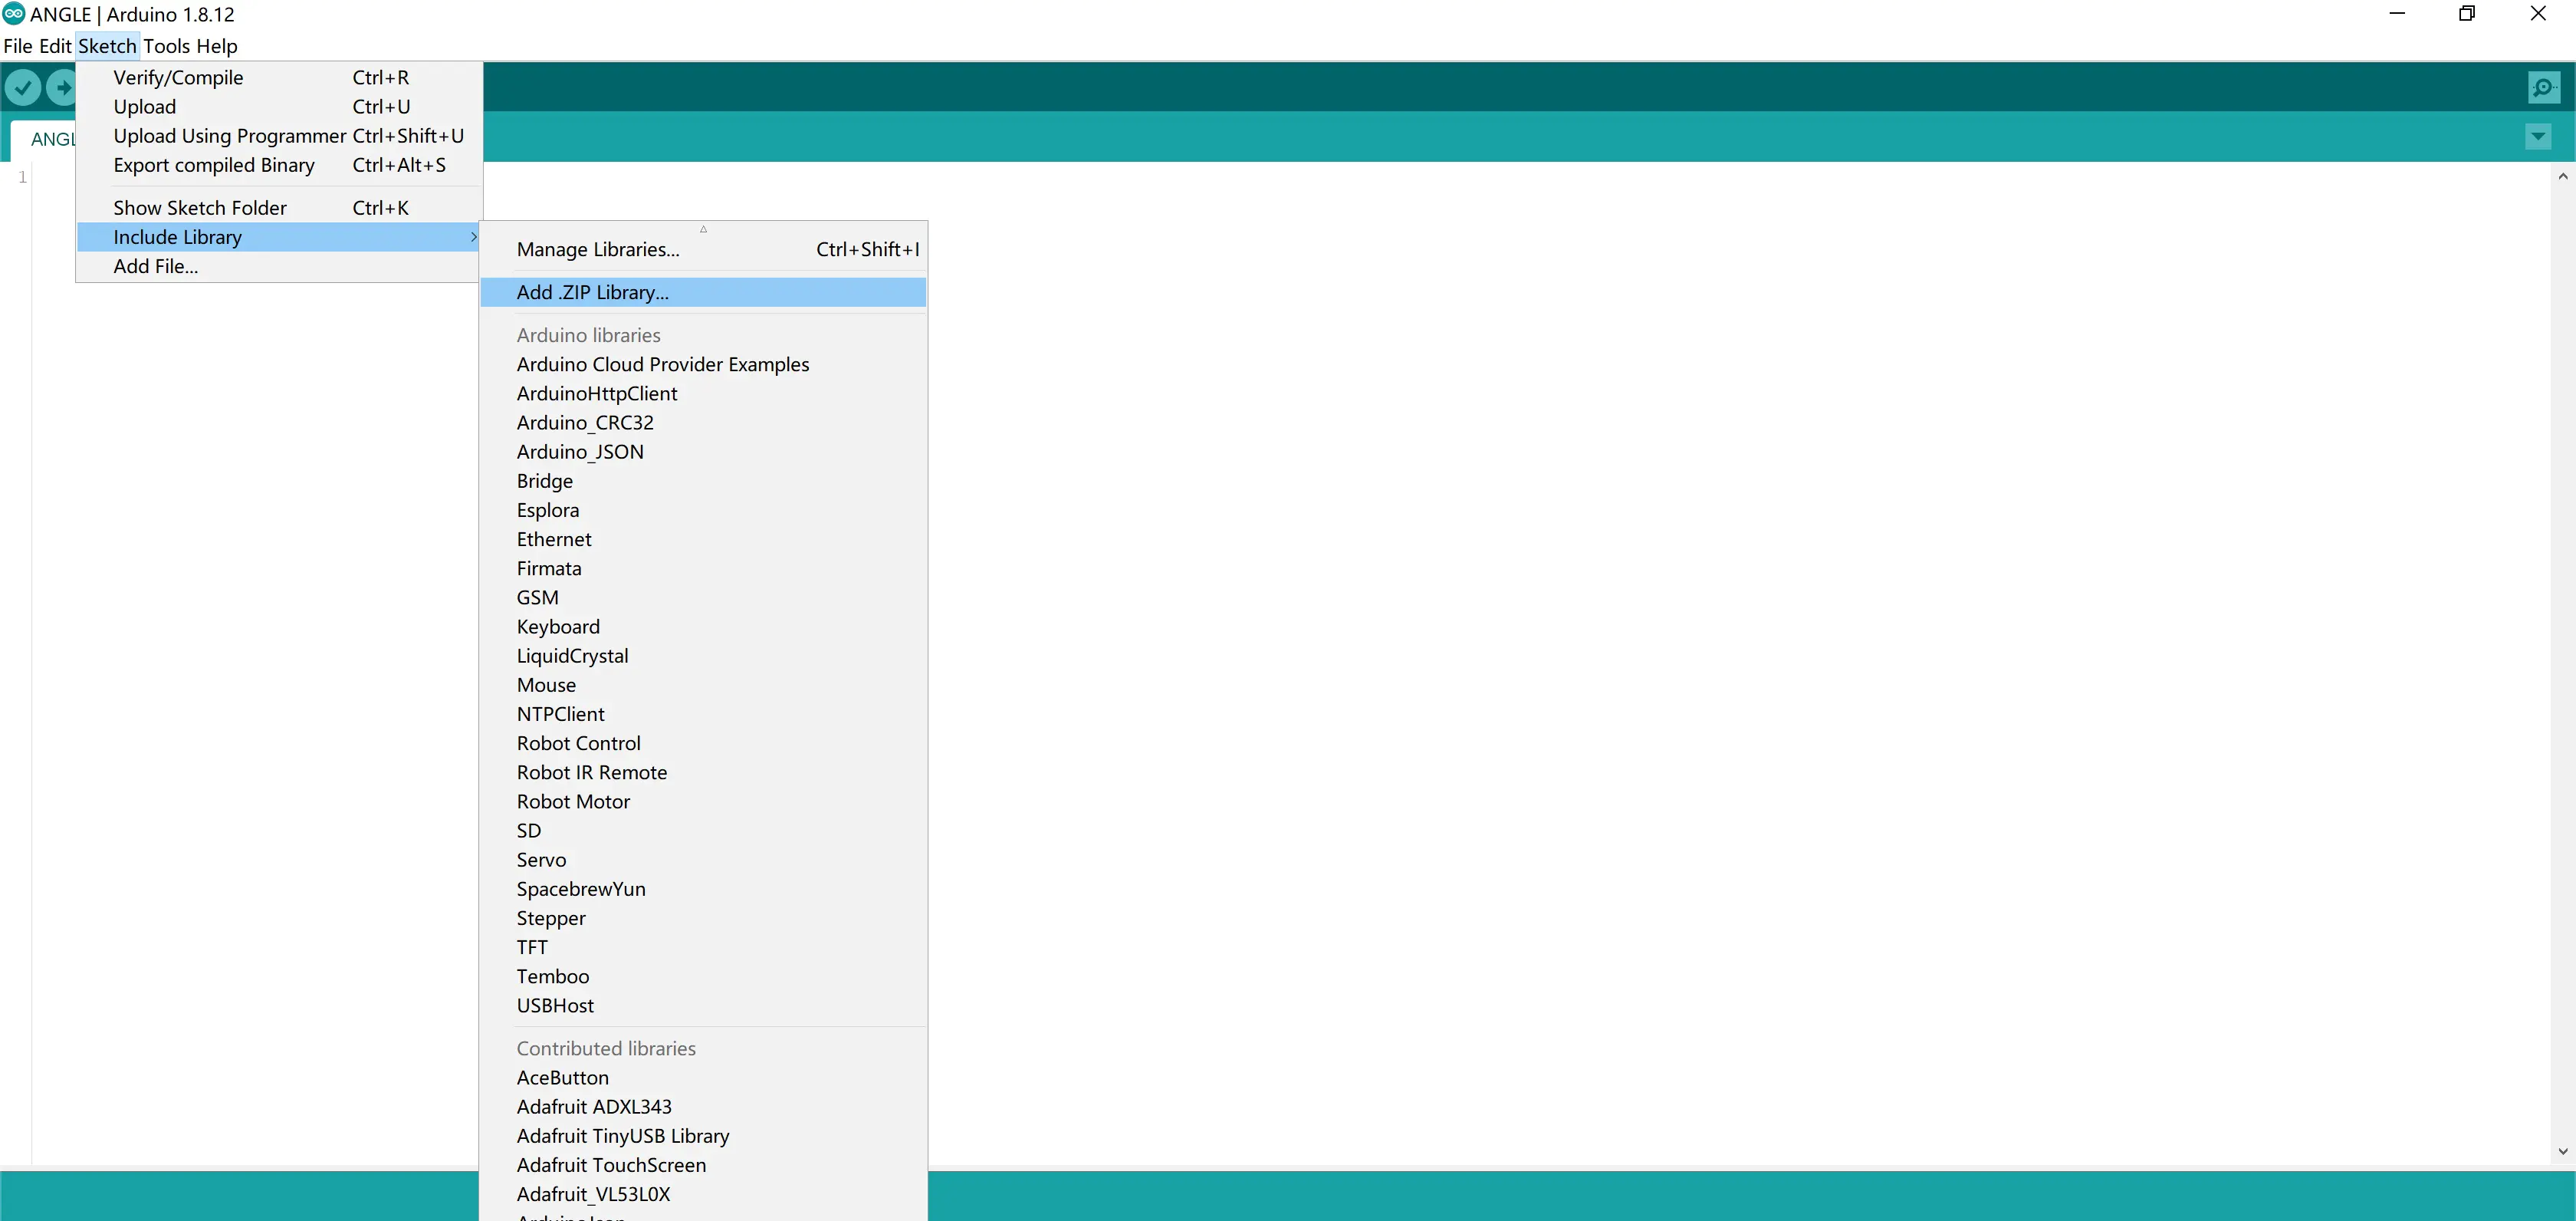 ANGLE | Arduino 1.8.12
File Edit Sketch Tools Help
Verify/Compile Ctrl+R
Upload Ctrl+U
Upload Using Programmer Ctrl+Shift+U
Export compiled Binary Ctrl+Alt+S
Show Sketch Folder Ctrl+K
Include Library
Add File...
ANGL
1
Manage Libraries... Ctrl+Shift+I
Add .ZIP Library...
Arduino libraries
Arduino Cloud Provider Examples
ArduinoHttpClient
Arduino_CRC32
Arduino_JSON
Bridge
Esplora
Ethernet
Firmata
GSM
Keyboard
LiquidCrystal
Mouse
NTPClient
Robot Control
Robot IR Remote
Robot Motor
SD
Servo
SpacebrewYun
Stepper
TFT
Temboo
USBHost
Contributed libraries
AceButton
Adafruit ADXL343
Adafruit TinyUSB Library
Adafruit TouchScreen
Adafruit_VL53L0X